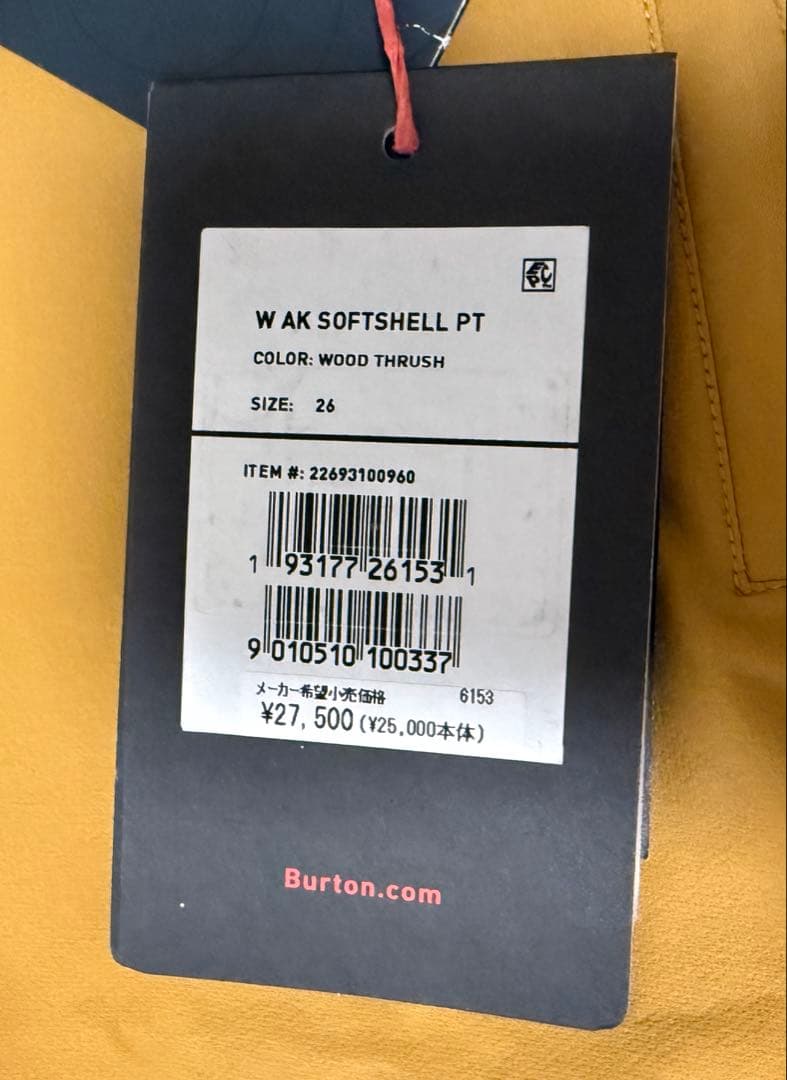 W AK SOFTSHELL PT
COLOR: WOOD THRUSH
SIZE: 26
ITEM #: 22693100960
1 93177 26153 1
9 010510 100337
メーカー希望小売価格 6153
¥27,500 (¥25,000本体)
Burton.com